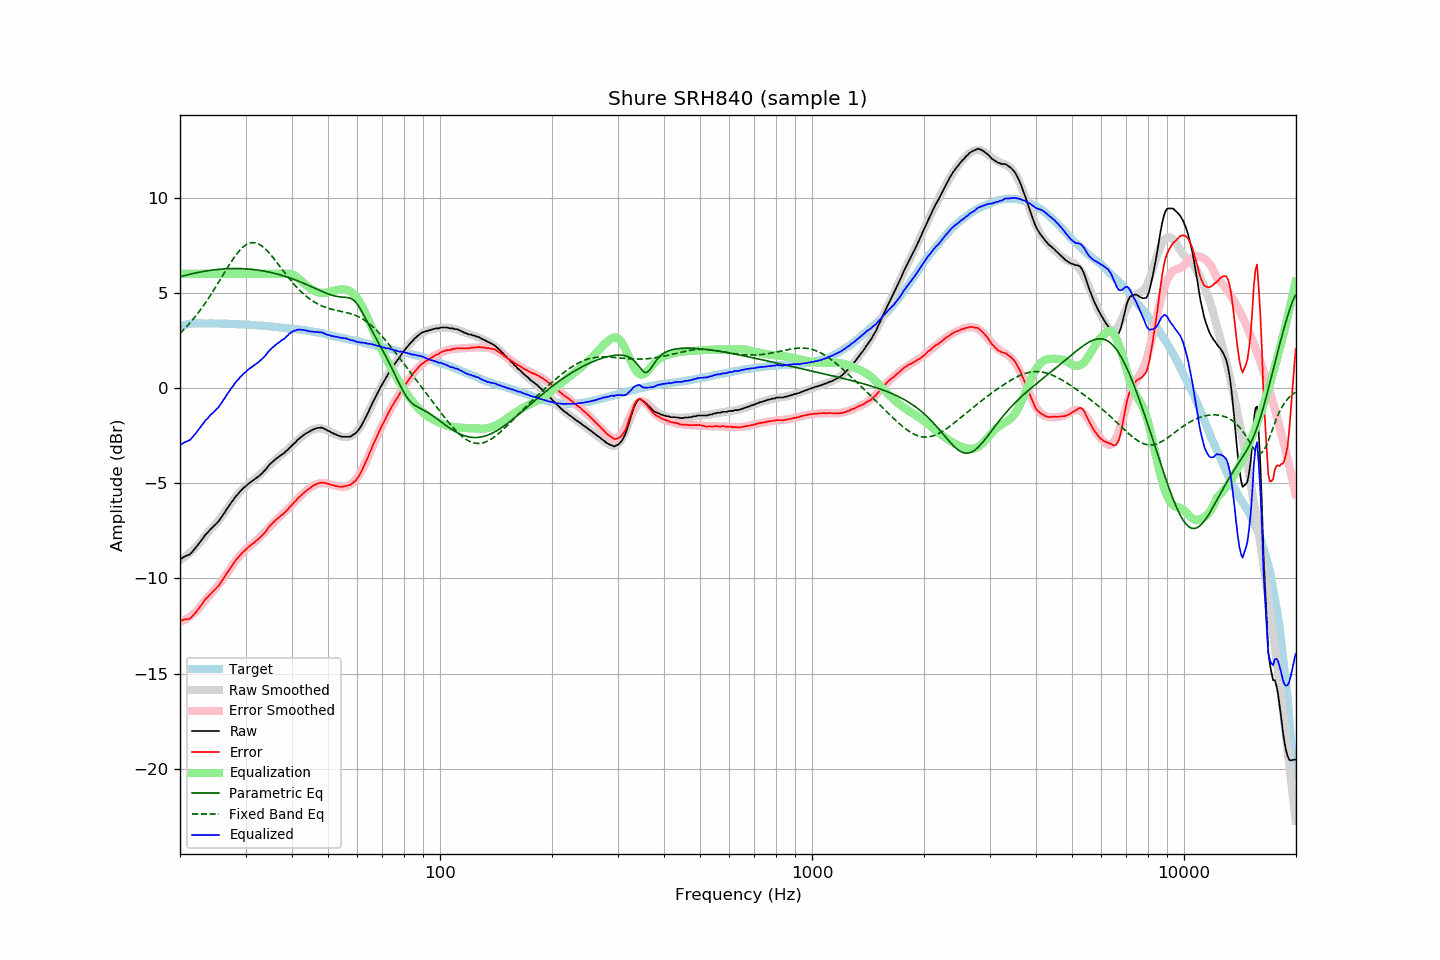 Shure SRH840 (sample 1)
10
5
0
−5
−10
−15
−20
Amplitude (dBr)
Target
Raw Smoothed
Error Smoothed
Raw
Error
Equalization
Parametric Eq
Fixed Band Eq
Equalized
100
1000
10000
Frequency (Hz)